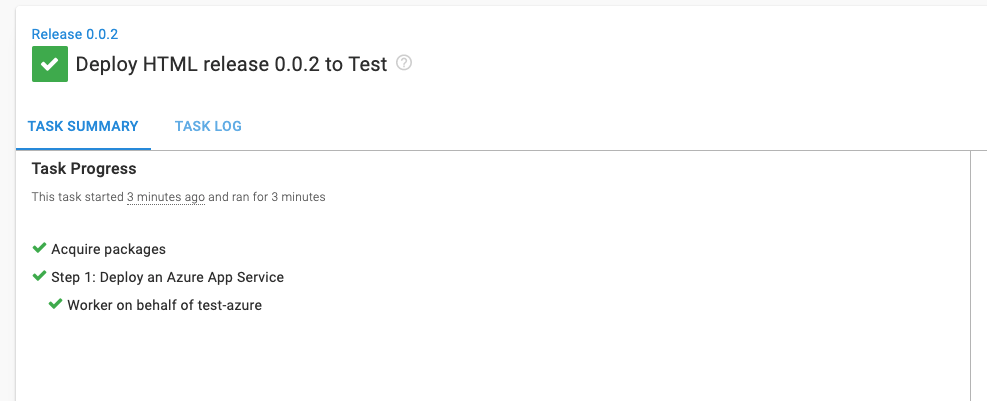 Release 0.0.2
Deploy HTML release 0.0.2 to Test ?
TASK SUMMARY TASK LOG
Task Progress
This task started 3 minutes ago and ran for 3 minutes
Acquire packages
Step 1: Deploy an Azure App Service
Worker on behalf of test-azure